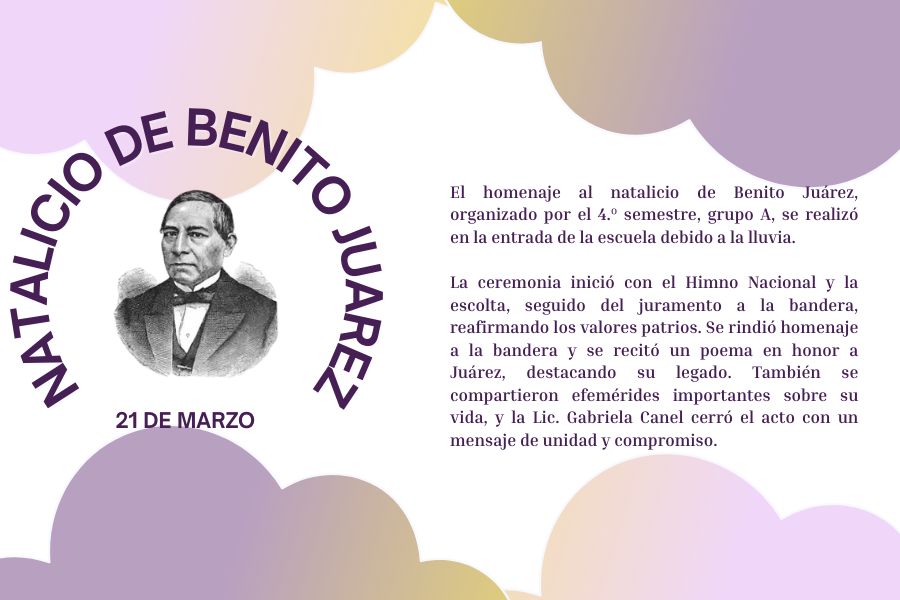 NATALICIO DE BENITO JUAREZ
21 DE MARZO
El homenaje al natalicio de Benito Juárez,
organizado por el 4.º semestre, grupo A, se realizó
en la entrada de la escuela debido a la lluvia.
La ceremonia inició con el Himno Nacional y la
escolta, seguido del juramento a la bandera,
reafirmando los valores patrios. Se rindió homenaje
a la bandera y se recitó un poema en honor a
Juárez, destacando su legado. También se
compartieron efemérides importantes sobre su
vida, y la Lic. Gabriela Canel cerró el acto con un
mensaje de unidad y compromiso.